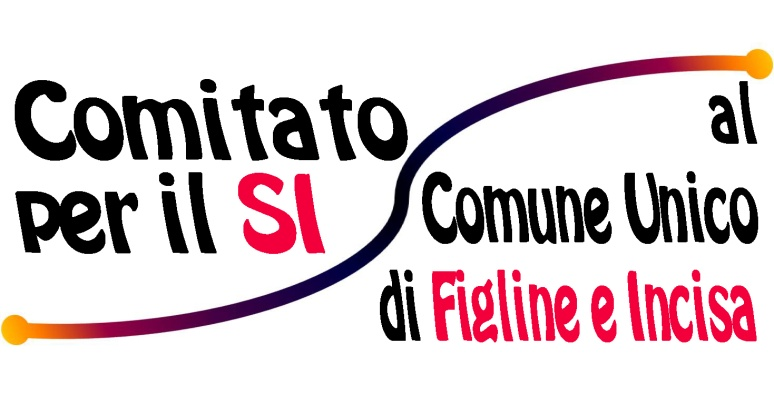 Comitato
per il SI
al
Comune Unico
di Figline e Incisa